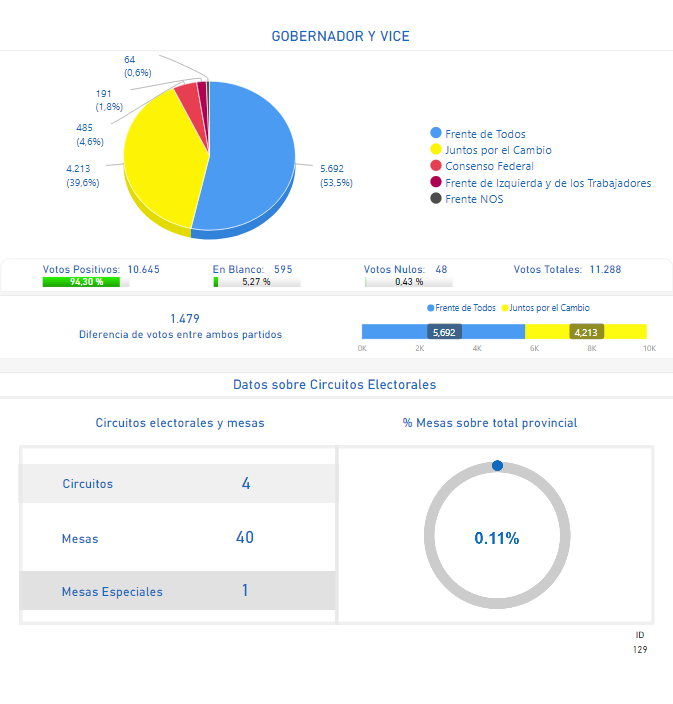 GOBERNADOR Y VICE
64
(0,6%)
191
(1,8%)
485
(4,6%)
4.213
(39,6%)
5.692
(53,5%)
Frente de Todos
Juntos por el Cambio
Consenso Federal
Frente de Izquierda y de los Trabajadores
Frente NOS
Votos Positivos: 10.645
94,30 %
En Blanco: 595
5,27 %
Votos Nulos: 48
0,43 %
Votos Totales: 11.288
1.479
Diferencia de votos entre ambos partidos
Frente de Todos Juntos por el Cambio
5,692 4,213
0K 2K 4K 6K 8K 10K
Datos sobre Circuitos Electorales
Circuitos electorales y mesas
Circuitos 4
Mesas 40
Mesas Especiales 1
% Mesas sobre total provincial
0.11%
ID
129